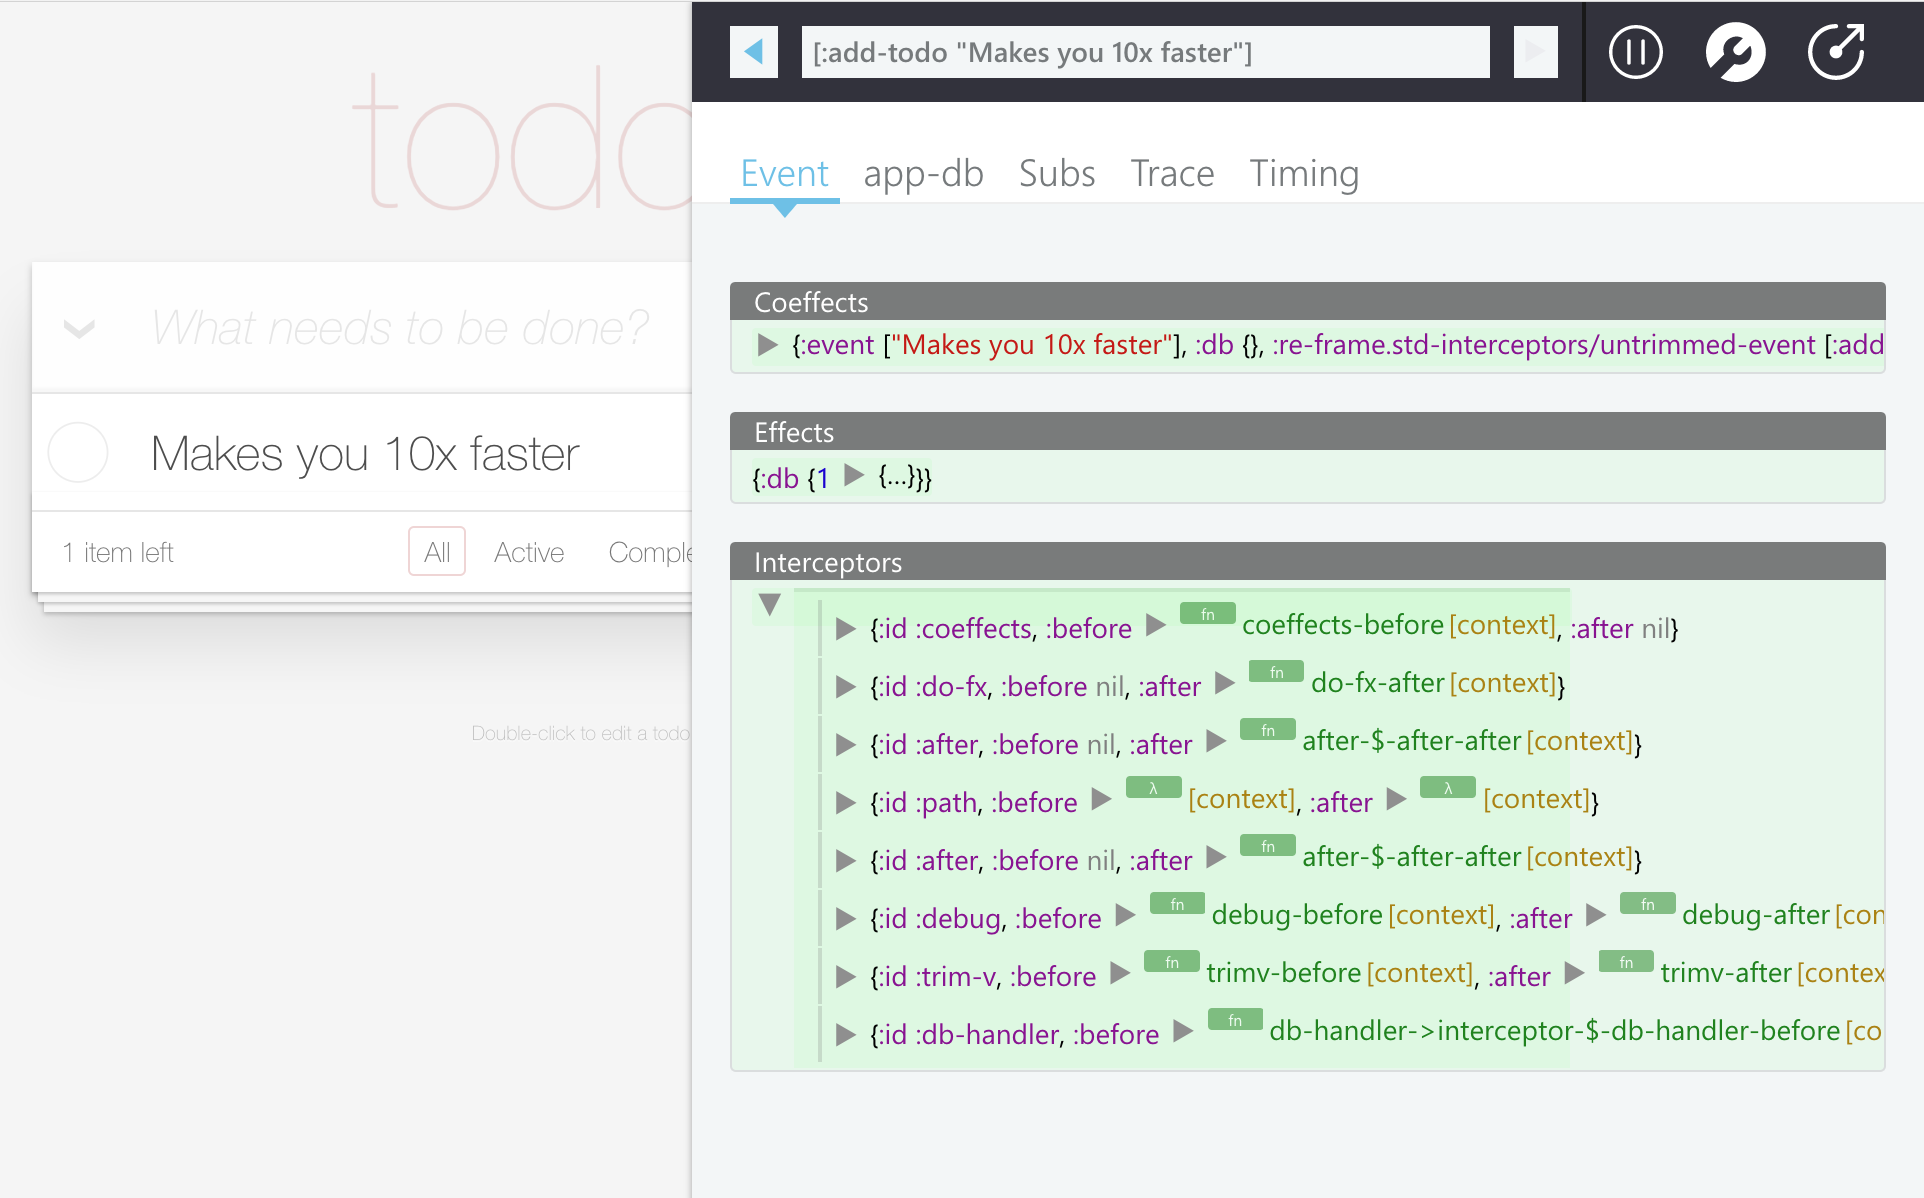 todo
What needs to be done?
Makes you 10x faster
1 item left
All
Active
Comple
Double-click to edit a todo
[:add-todo "Makes you 10x faster"]
Event app-db Subs Trace Timing
Coeffects
{:event ["Makes you 10x faster"], :db {}, :re-frame.std-interceptors/untrimmed-event [:add
Effects
{:db {1 {...}}}
Interceptors
{:id :coeffects, :before fn coeffects-before [context], :after nil}
{:id :do-fx, :before nil, :after fn do-fx-after [context]}
{:id :after, :before nil, :after fn after-$-after-after [context]}
{:id :path, :before λ [context], :after λ [context]}
{:id :after, :before nil, :after fn after-$-after-after [context]}
{:id :debug, :before fn debug-before [context], :after fn debug-after [con
{:id :trim-v, :before fn trimv-before [context], :after fn trimv-after [contex
{:id :db-handler, :before fn db-handler->interceptor-$-db-handler-before [co